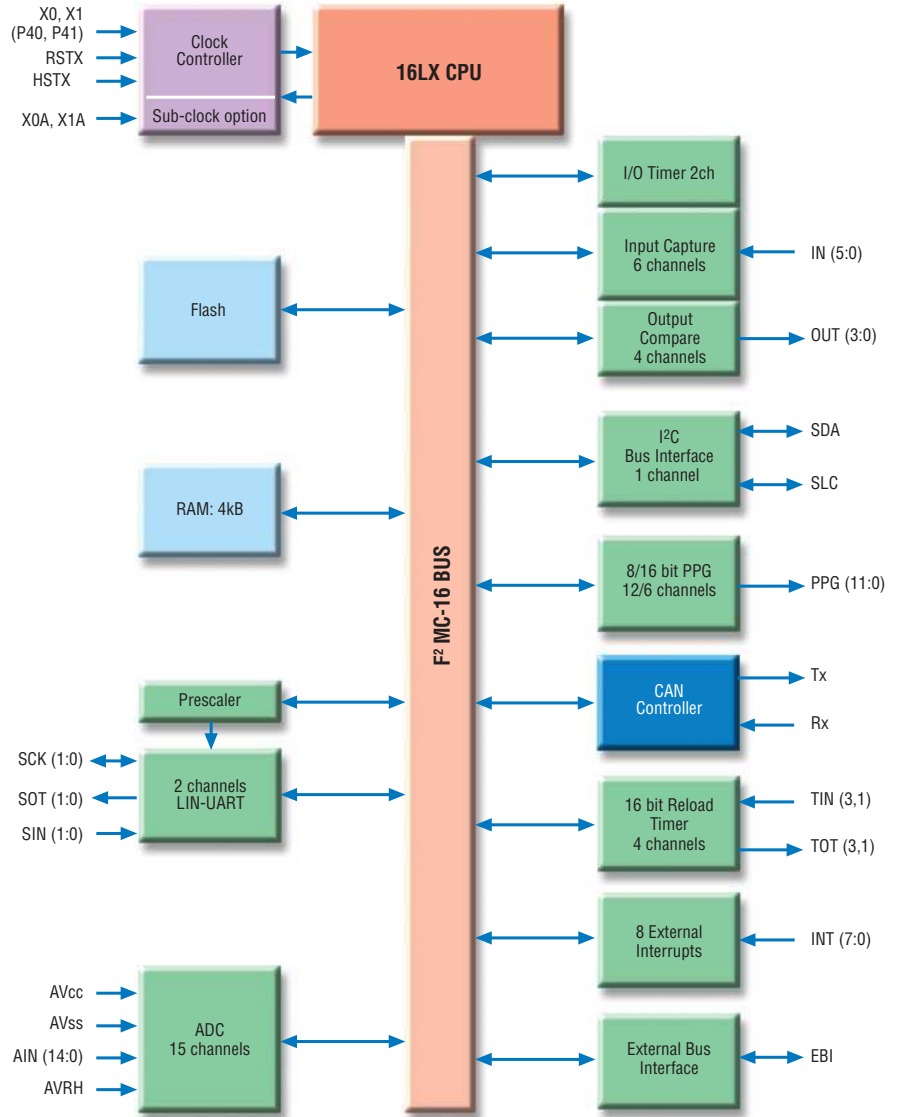 X0, X1
(P40, P41)
RSTX
HSTX
X0A, X1A
Clock
Controller
Sub-clock option
16LX CPU
F² MC-16 BUS
Flash
RAM: 4kB
Prescaler
SCK (1:0)
SOT (1:0)
SIN (1:0)
2 channels
LIN-UART
AVcc
AVss
AIN (14:0)
AVRH
ADC
15 channels
I/O Timer 2ch
Input Capture
6 channels
IN (5:0)
Output
Compare
4 channels
OUT (3:0)
I²C
Bus Interface
1 channel
SDA
SLC
8/16 bit PPG
12/6 channels
PPG (11:0)
CAN
Controller
Tx
Rx
16 bit Reload
Timer
4 channels
TIN (3,1)
TOT (3,1)
8 External
Interrupts
INT (7:0)
External Bus
Interface
EBI